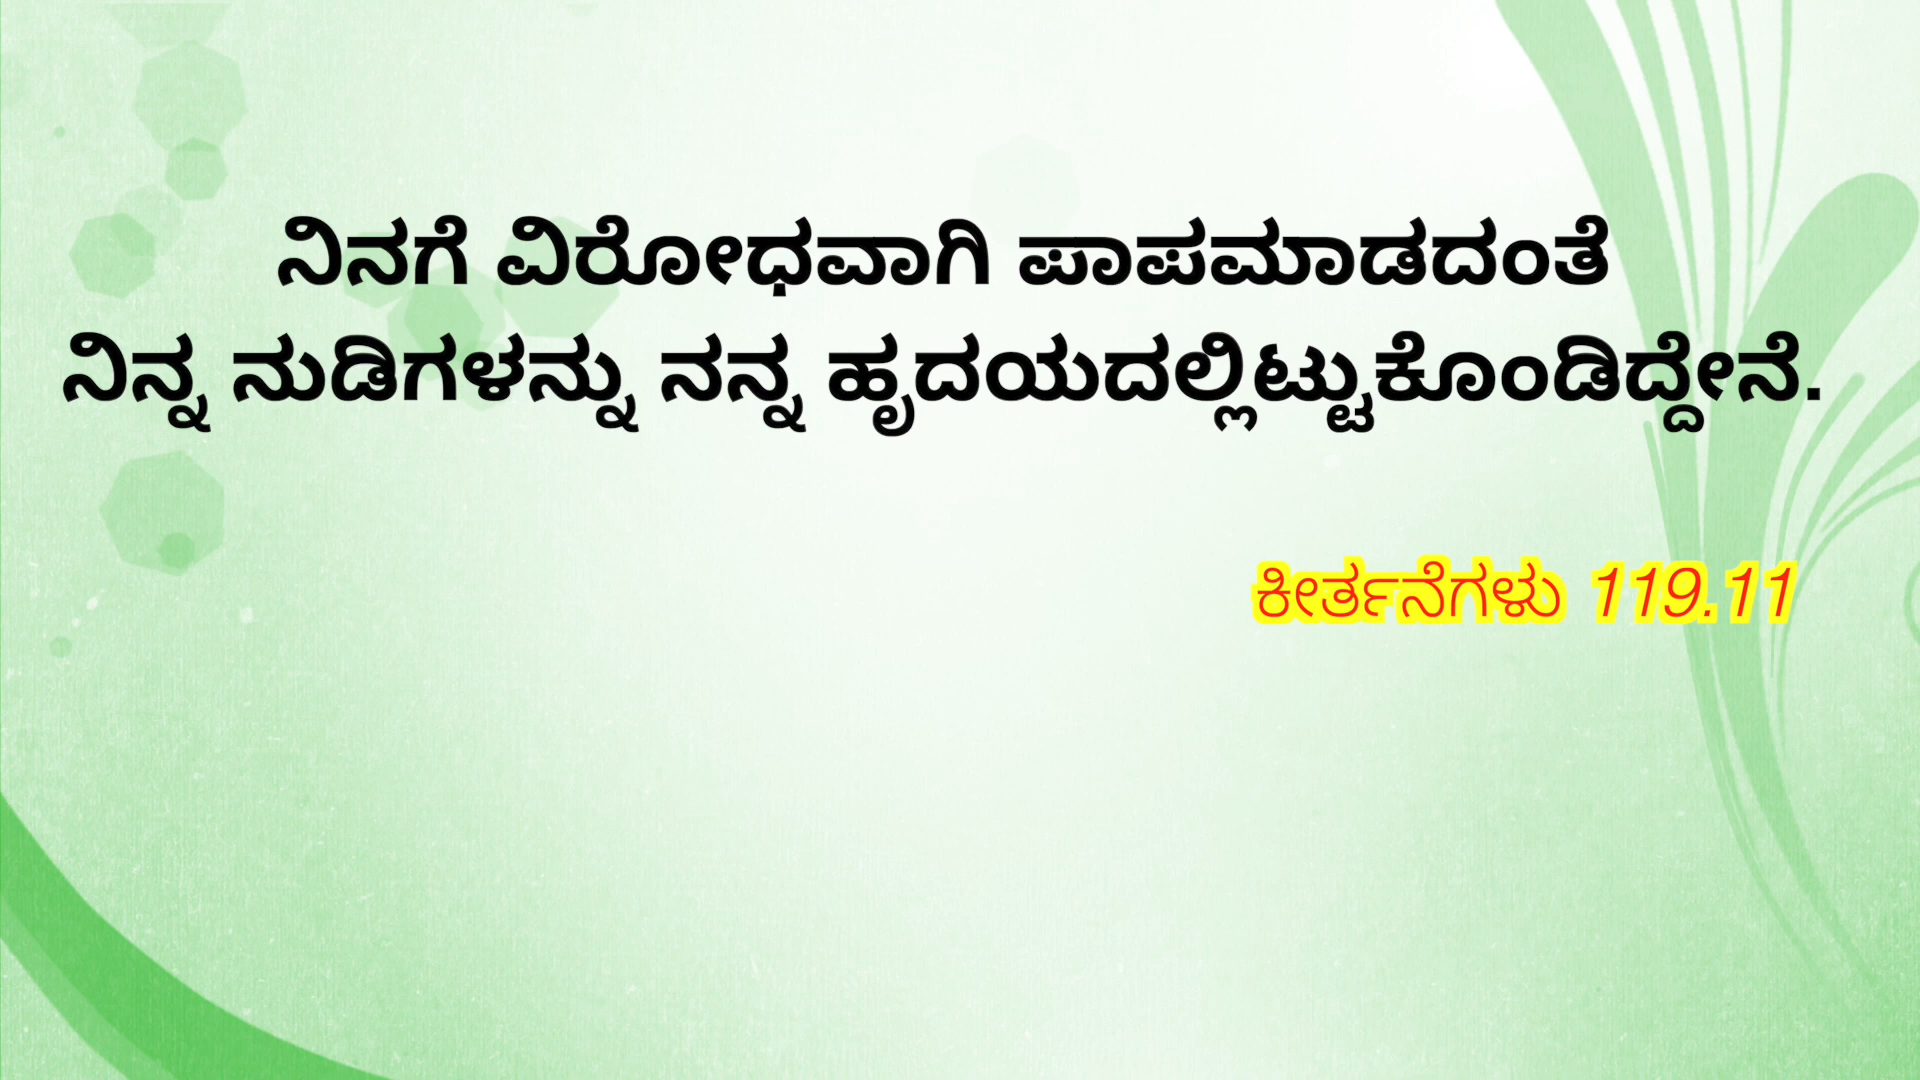 ನಿನಗೆ ವಿರೋಧವಾಗಿ ಪಾಪಮಾಡದಂತೆ
ನಿನ್ನ ನುಡಿಗಳನ್ನು ನನ್ನ ಹೃದಯದಲ್ಲಿಟ್ಟುಕೊಂಡಿದ್ದೇನೆ.
ಕೀರ್ತನೆಗಳು 119.11